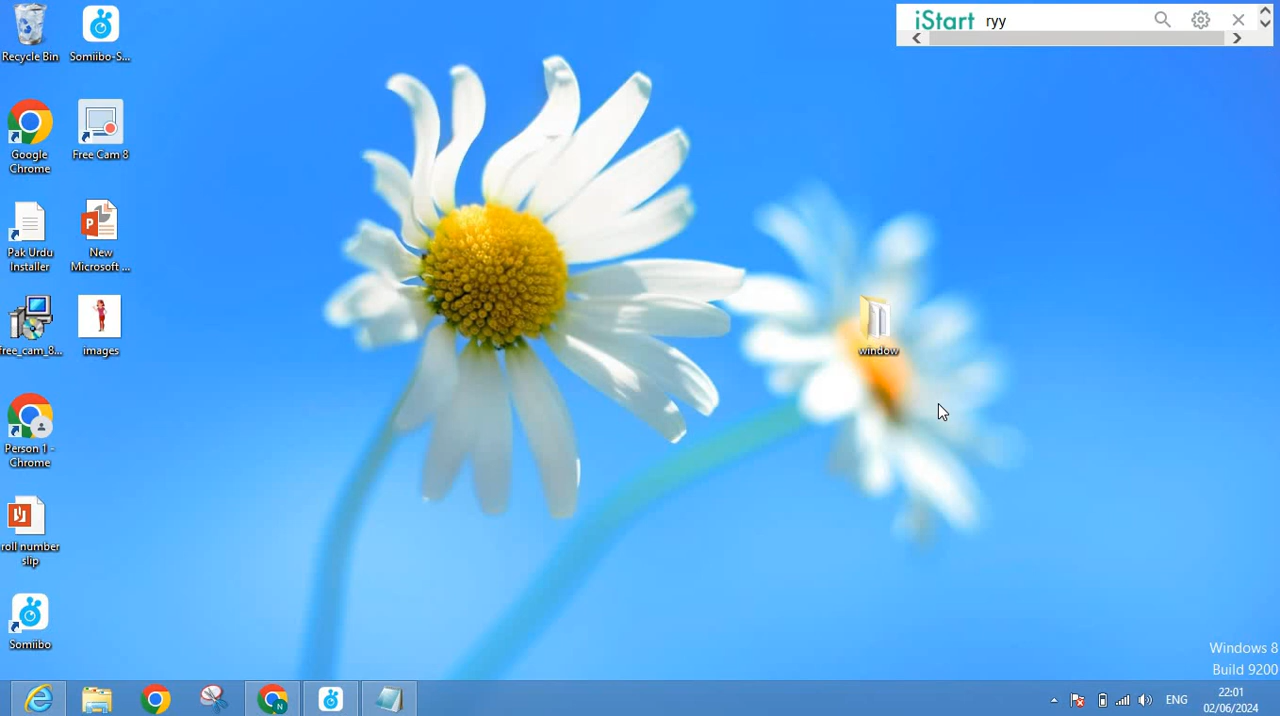 iStart ryy
Recycle Bin
Somiibo-S...
Google
Chrome
Free Cam 8
Pak Urdu
Installer
New
Microsoft ...
free_cam_8...
images
window
Person 1 -
Chrome
roll number
slip
Somiibo
Windows 8
Build 9200
N
ENG
22:01
02/06/2024